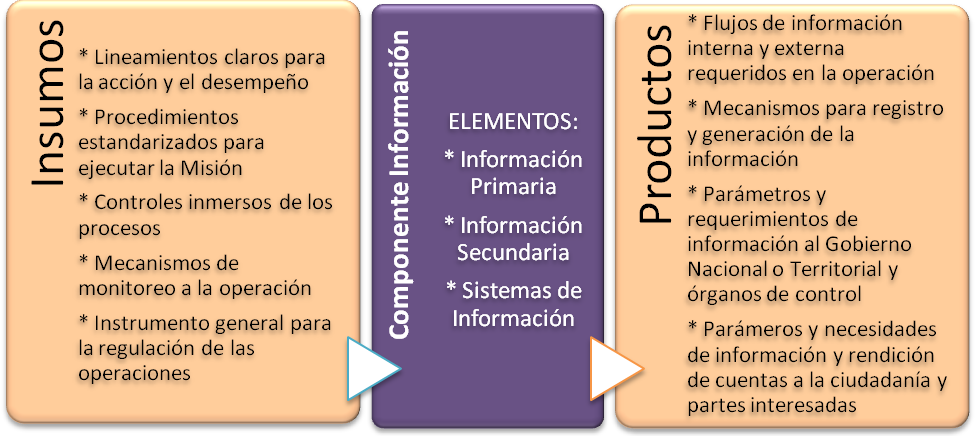 Insumos
* Lineamientos claros para
la acción y el desempeño
* Procedimientos
estandarizados para
ejecutar la Misión
* Controles inmersos de los
procesos
* Mecanismos de
monitoreo a la operación
* Instrumento general para
la regulación de las
operaciones
Componente Información
ELEMENTOS:
* Información
Primaria
* Información
Secundaria
* Sistemas de
Información
Productos
* Flujos de información
interna y externa
requeridos en la operación
* Mecanismos para registro
y generación de la
información
* Parámetros y
requerimientos de
información al Gobierno
Nacional o Territorial y
órganos de control
* Parámeros y necesidades
de información y rendición
de cuentas a la ciudadanía y
partes interesadas